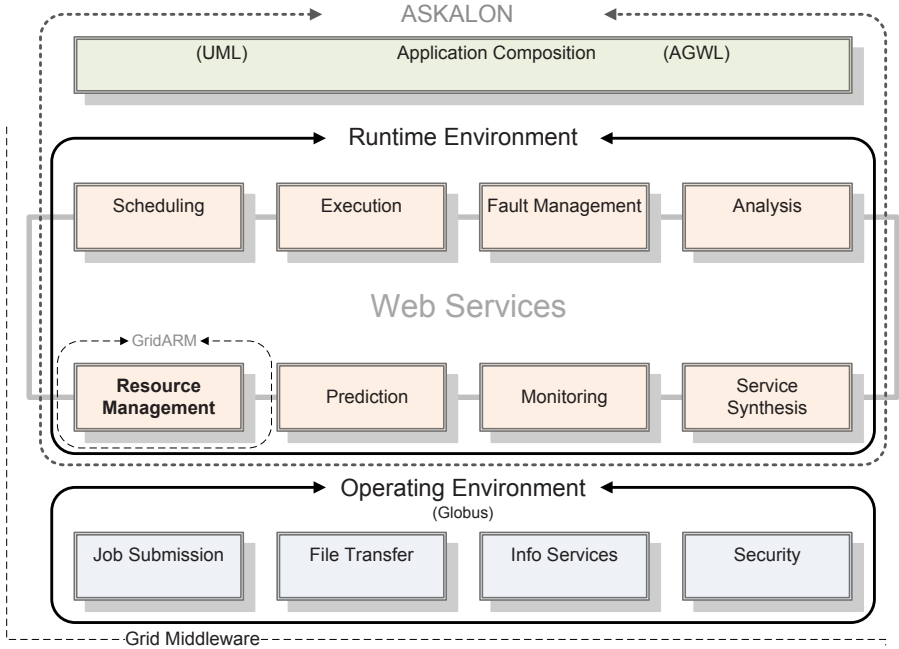 ASKALON
(UML) Application Composition (AGWL)
Runtime Environment
Scheduling
Execution
Fault Management
Analysis
Web Services
GridARM
Resource
Management
Prediction
Monitoring
Service
Synthesis
Operating Environment
(Globus)
Job Submission
File Transfer
Info Services
Security
Grid Middleware